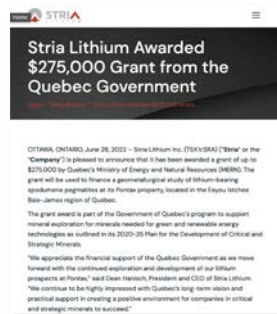 Home
STRIA
Stria Lithium Awarded
$275,000 Grant from the
Quebec Government
OTTAWA, ONTARIO, June 28, 2022 – Stria Lithium Inc. (TSXV:SRA) ("Stria" or the
"Company") is pleased to announce that it has been awarded a grant of up to
$275,000 by Quebec's Ministry of Energy and Natural Resources (MERN). The
grant will be used to finance a geometallurgical study of lithium-bearing
spodumene pegmatites at its Pontax property, located in the Eeyou Istchee
Baie-James region of Quebec.
The grant award is part of the Government of Quebec's program to support
mineral exploration for minerals needed for green and renewable energy
technologies as outlined in its 2020-25 Plan for the Development of Critical and
Strategic Minerals.
"We appreciate the financial support of the Quebec Government as we move
forward with the continued exploration and development of our lithium
prospects at Pontax," said Dean Hanisch, President and CEO of Stria Lithium.
"We continue to be highly impressed with Quebec's long-term vision and
practical support in creating a positive environment for companies in critical
and strategic minerals to succeed."